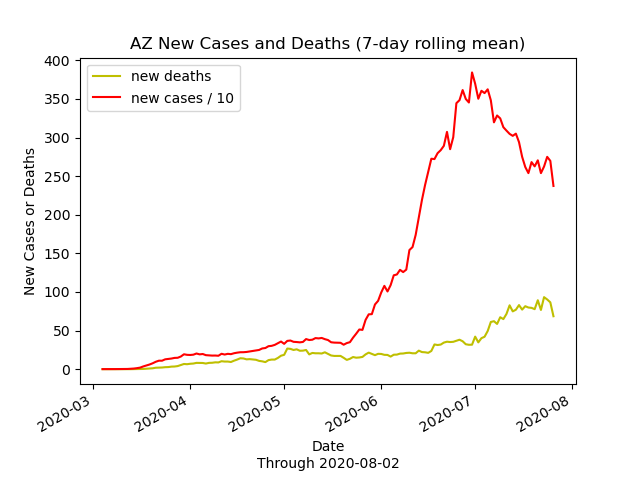 AZ New Cases and Deaths (7-day rolling mean)
new deaths
new cases / 10
New Cases or Deaths
400
350
300
250
200
150
100
50
0
2020-03
2020-04
2020-05
2020-06
2020-07
2020-08
Date
Through 2020-08-02